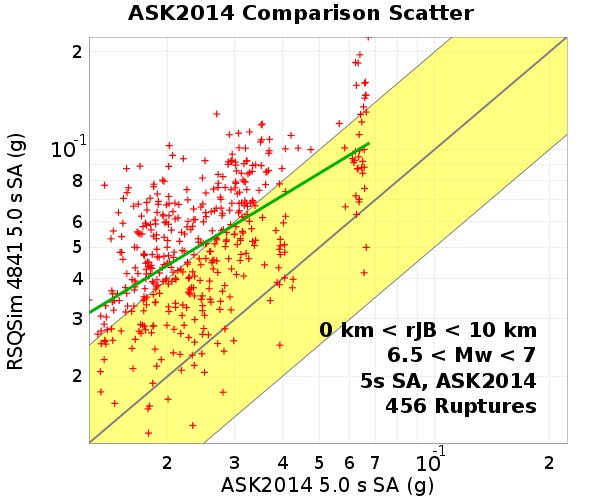 ASK2014 Comparison Scatter
RSQSim 4841 5.0 s SA (g)
2
10^-1
8
6
5
4
3
2
0 km < rJB < 10 km
6.5 < Mw < 7
5s SA, ASK2014
456 Ruptures
2 3 4 5 6 7 10^-1 2
ASK2014 5.0 s SA (g)